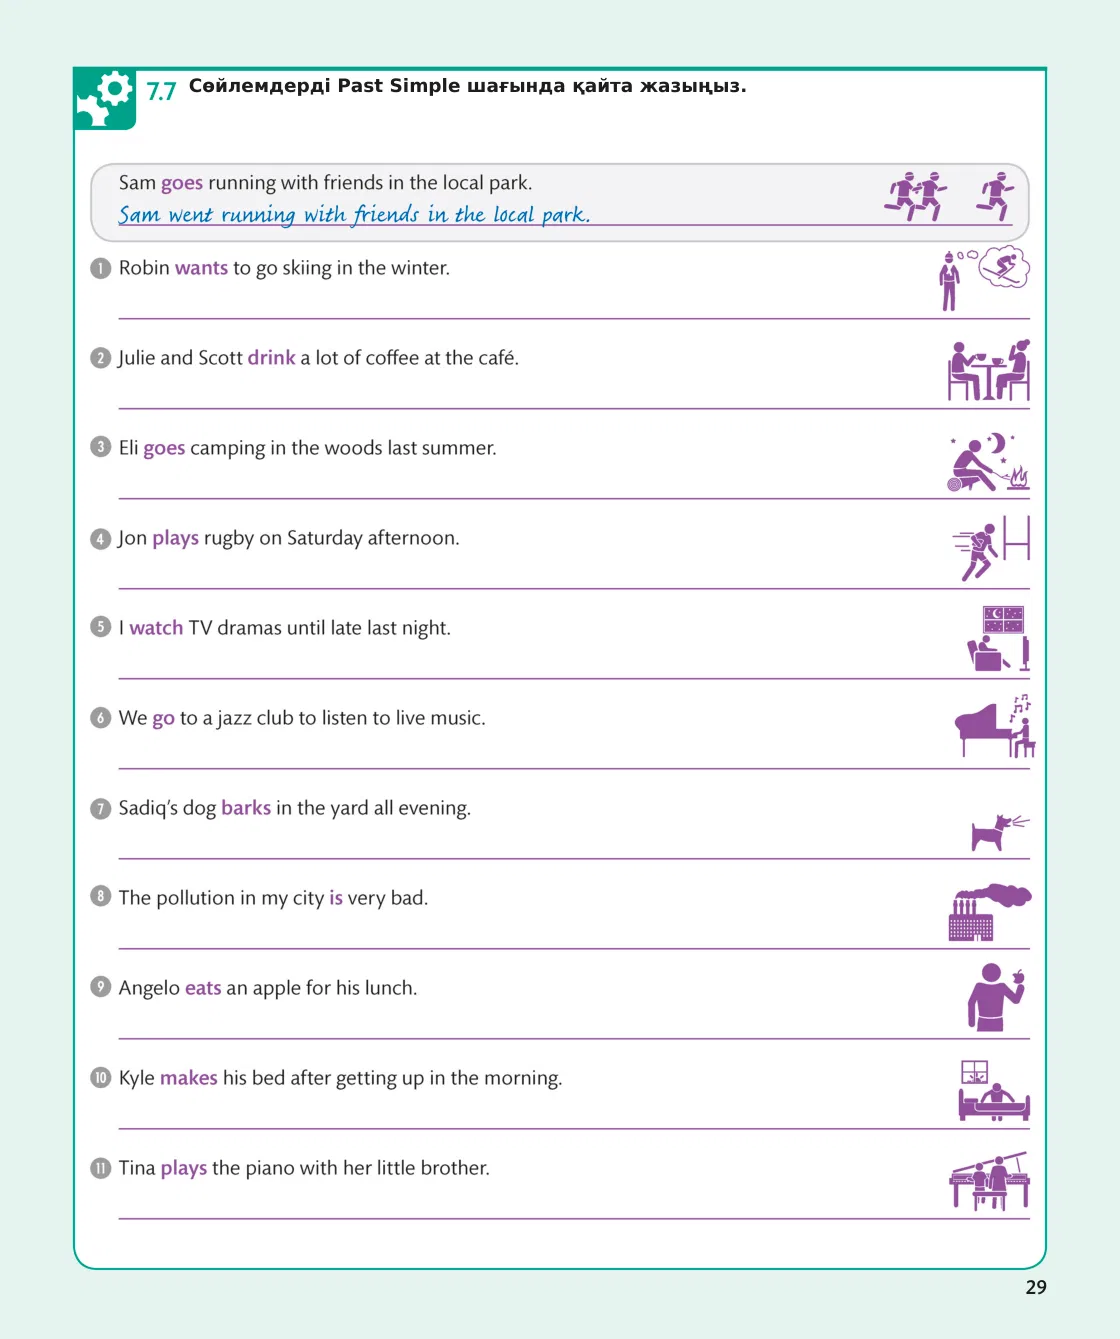 7.7 Сөйлемдерді Past Simple шағында қайта жазыңыз.
Sam goes running with friends in the local park.
Sam went running with friends in the local park.
1 Robin wants to go skiing in the winter.
2 Julie and Scott drink a lot of coffee at the café.
3 Eli goes camping in the woods last summer.
4 Jon plays rugby on Saturday afternoon.
5 I watch TV dramas until late last night.
6 We go to a jazz club to listen to live music.
7 Sadiq’s dog barks in the yard all evening.
8 The pollution in my city is very bad.
9 Angelo eats an apple for his lunch.
10 Kyle makes his bed after getting up in the morning.
11 Tina plays the piano with her little brother.
29